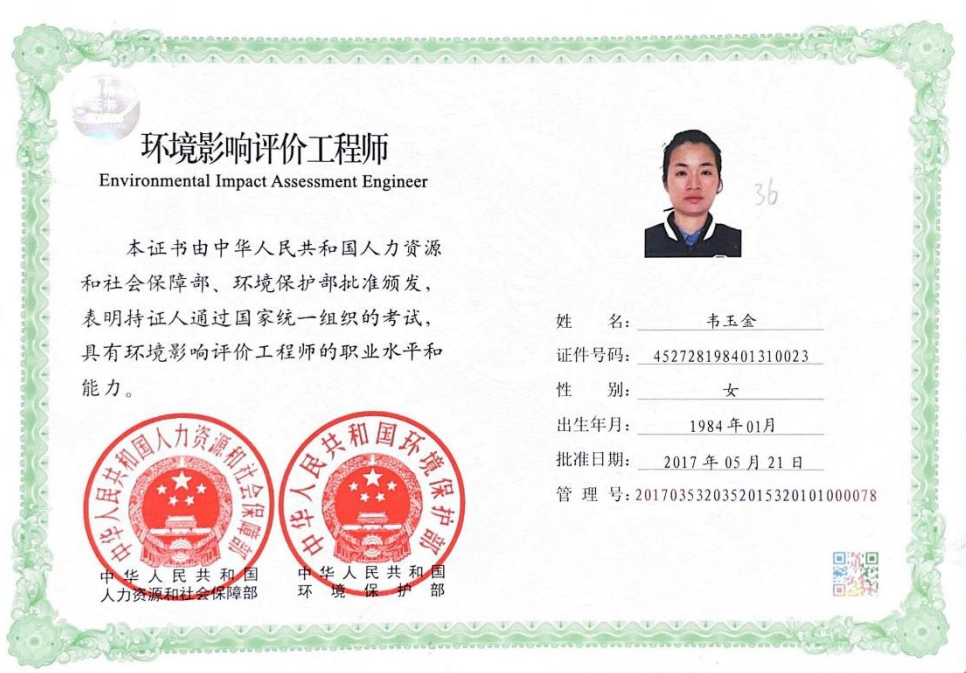 环境影响评价工程师
Environmental Impact Assessment Engineer
本证书由中华人民共和国人力资源
和社会保障部、环境保护部批准颁发，
表明持证人通过国家统一组织的考试，
具有环境影响评价工程师的职业水平和
能力。
中华人民共和国人力资源和社会保障部
中华人民共和国环境保护部
中华人民共和国
人力资源和社会保障部
中华人民共和国
环境保护部
36
姓 名： 韦玉金
证件号码： 452728198401310023
性 别： 女
出生年月： 1984年01月
批准日期： 2017年05月21日
管 理 号：2017035320352015320101000078